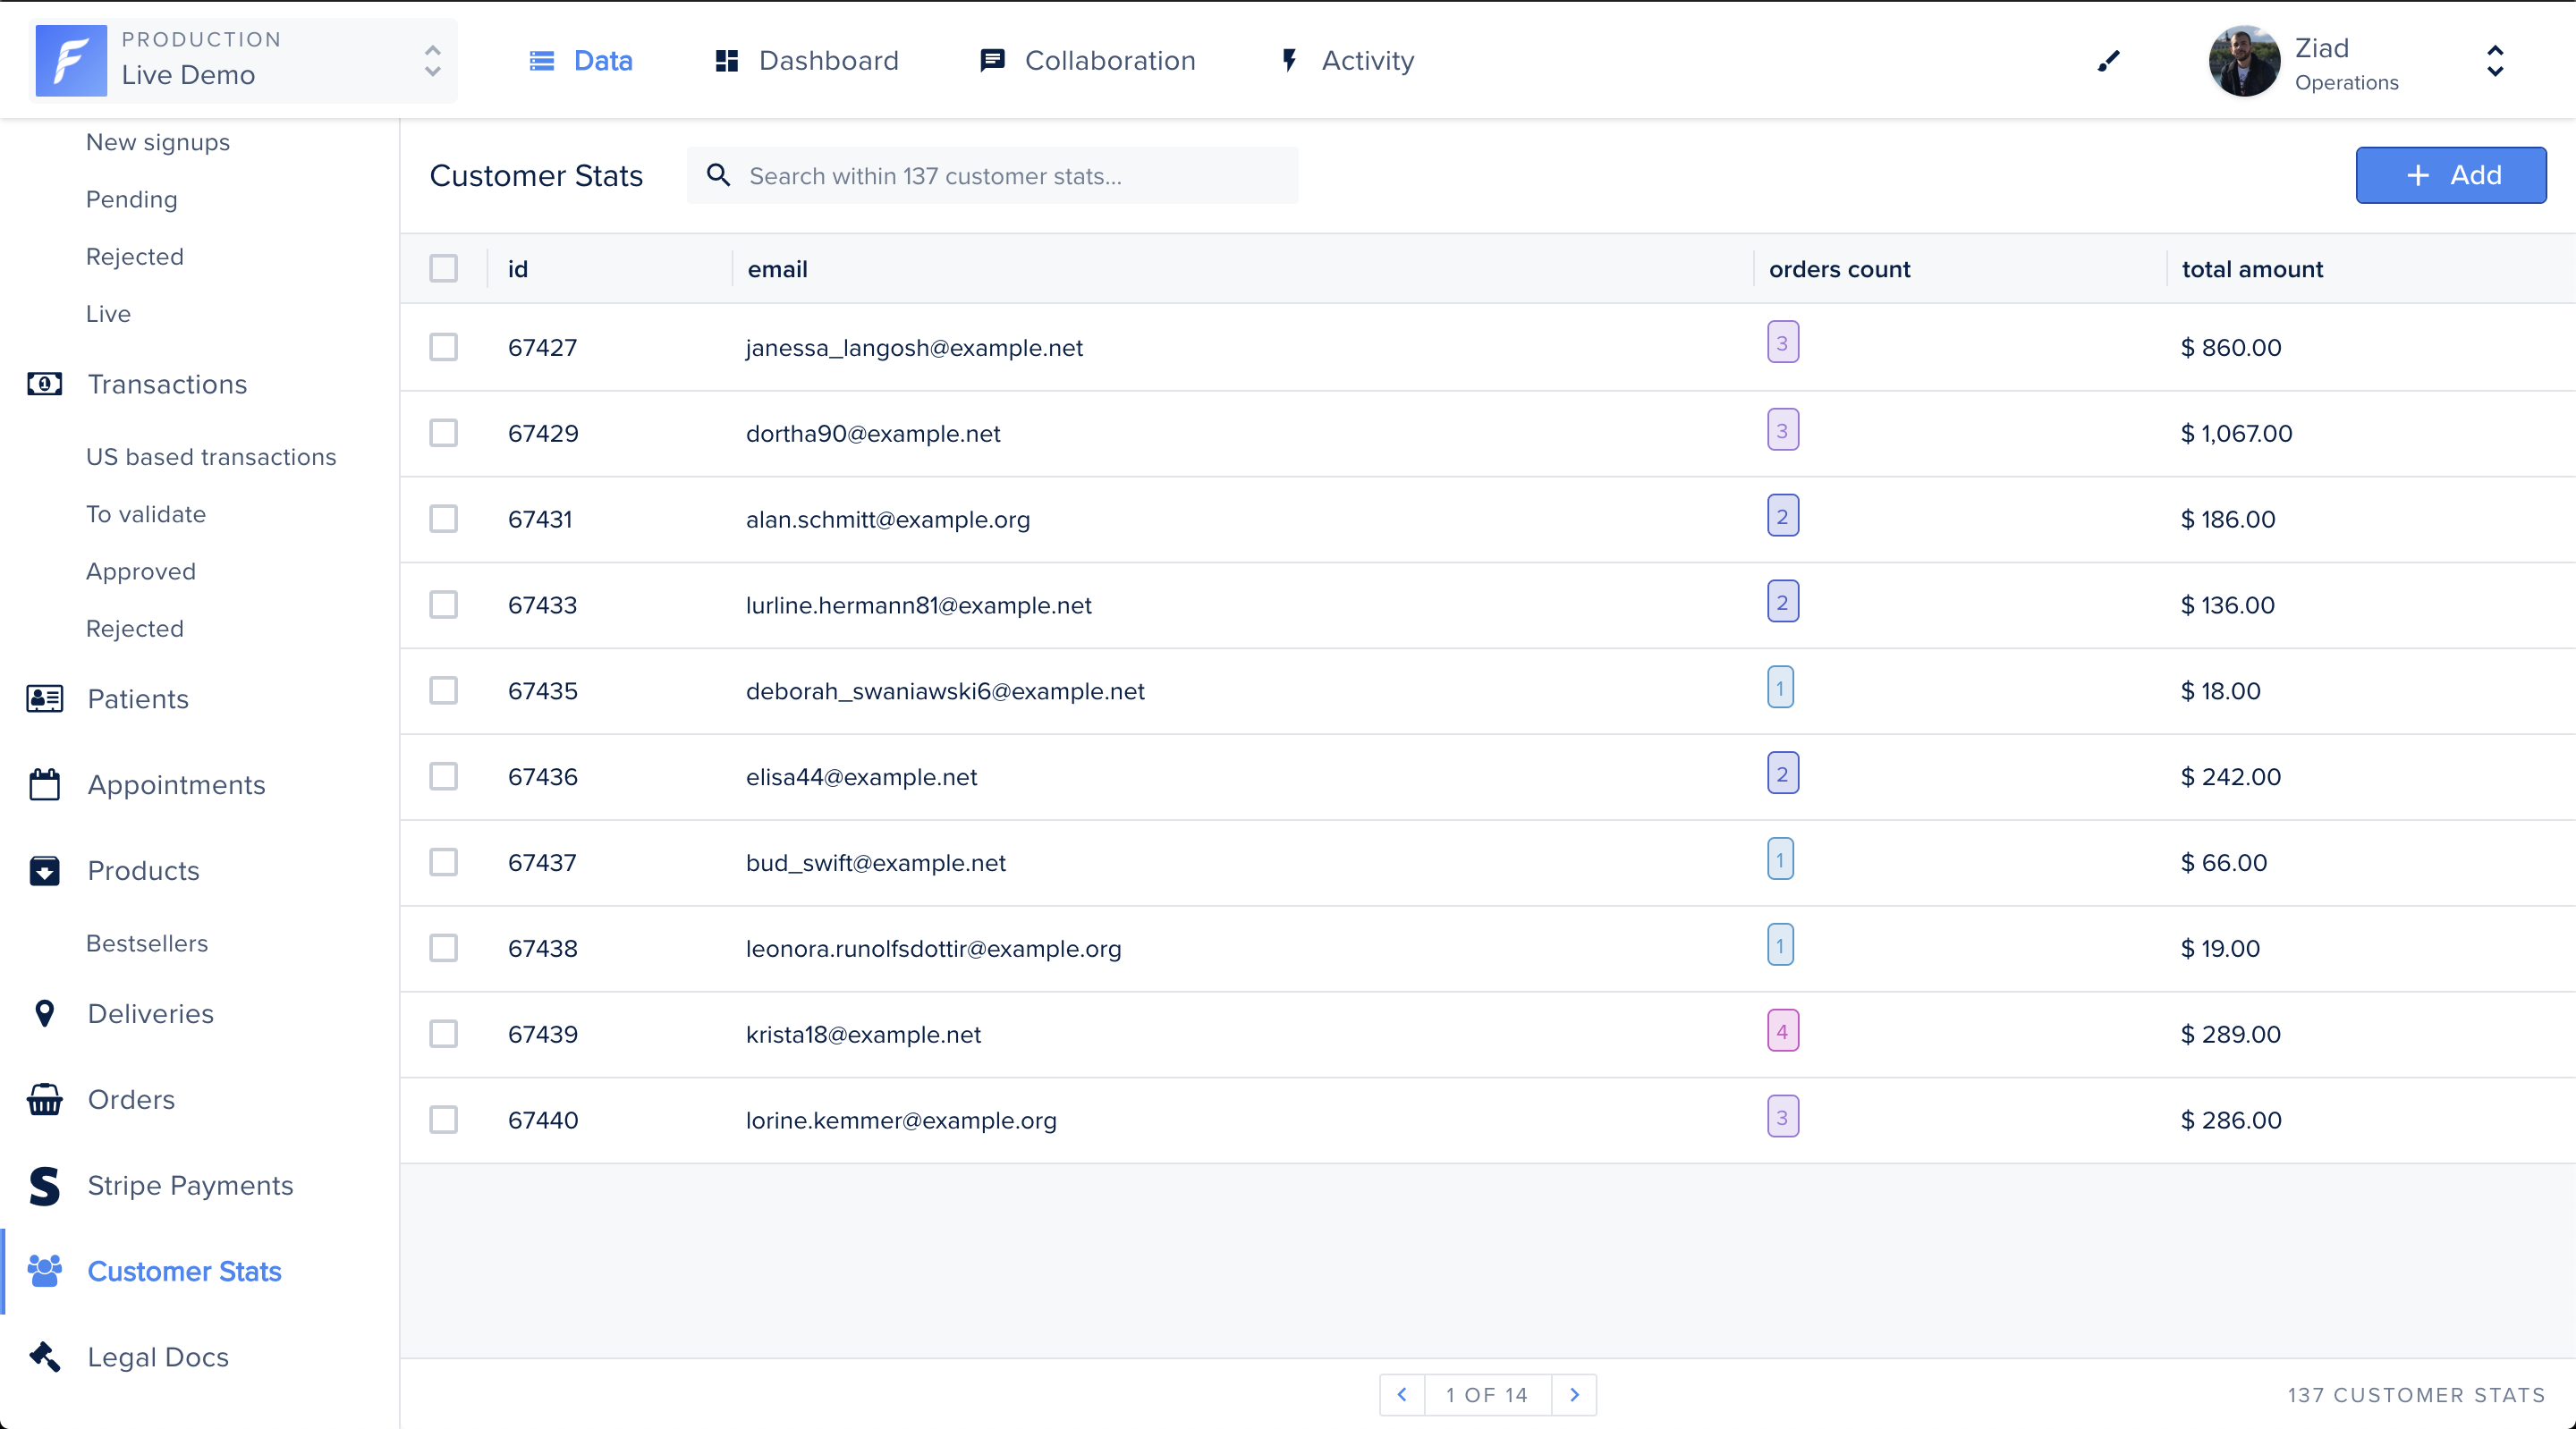 PRODUCTION
Live Demo
Data
Dashboard
Collaboration
Activity
Ziad
Operations
New signups
Pending
Rejected
Live
Transactions
US based transactions
To validate
Approved
Rejected
Patients
Appointments
Products
Bestsellers
Deliveries
Orders
Stripe Payments
Customer Stats
Legal Docs
Customer Stats
Search within 137 customer stats...
+ Add
id email orders count total amount
67427 janessa_langosh@example.net 3 $ 860.00
67429 dortha90@example.net 3 $ 1,067.00
67431 alan.schmitt@example.org 2 $ 186.00
67433 lurline.hermann81@example.net 2 $ 136.00
67435 deborah_swaniawski6@example.net 1 $ 18.00
67436 elisa44@example.net 2 $ 242.00
67437 bud_swift@example.net 1 $ 66.00
67438 leonora.runolfsdottir@example.org 1 $ 19.00
67439 krista18@example.net 4 $ 289.00
67440 lorine.kemmer@example.org 3 $ 286.00
1 OF 14
137 CUSTOMER STATS